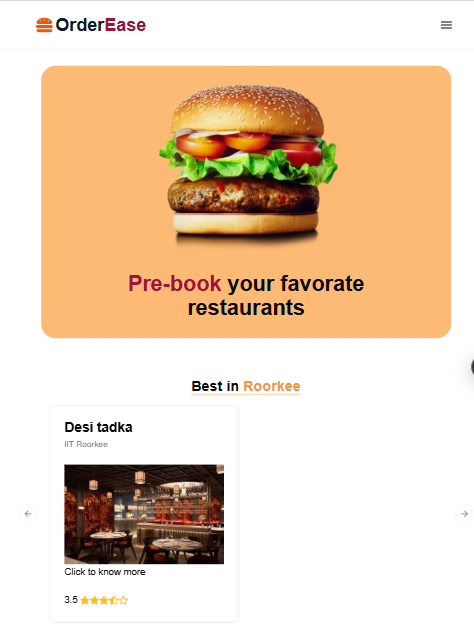 OrderEase
Pre-book your favorate
restaurants
Best in Roorkee
Desi tadka
IIT Roorkee
Click to know more
3.5